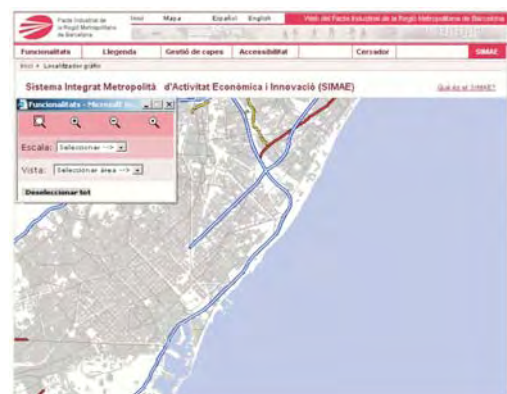 Pacte Industrial de
la Regió Metropolitana
de Barcelona
Inici Mapa Español English
Web del Pacte Industrial de la Regió Metropolitana de Barcelona
Funcionalitats Llegenda Gestió de capes Accessibilitat Cercador SIMAE
Inici > Localitzador gràfic
Sistema Integrat Metropolità d'Activitat Econòmica i Innovació (SIMAE)
Què és el SIMAE?
Funcionalitats - Microsoft
Escala: Seleccionar -->
Vista: Seleccionar área -->
Deseleccionar tot